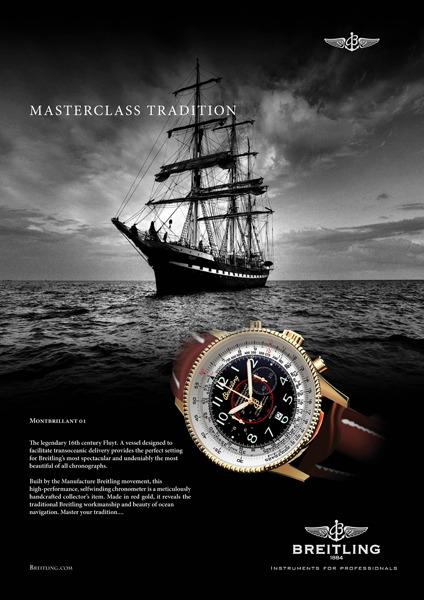 MASTERCLASS TRADITION
Montbrillant 01
The legendary 16th century Fluyt. A vessel designed to
facilitate transoceanic delivery provides the perfect setting
for Breitling's most spectacular and undeniably the most
beautiful of all chronographs.
Built by the Manufacture Breitling movement, this
high-performance, selfwinding chronometer is a meticulously
handcrafted collector's item. Made in red gold, it reveals the
traditional Breitling workmanship and beauty of ocean
navigation. Master your tradition....
Breitling.com
BREITLING
1884
Instruments for professionals